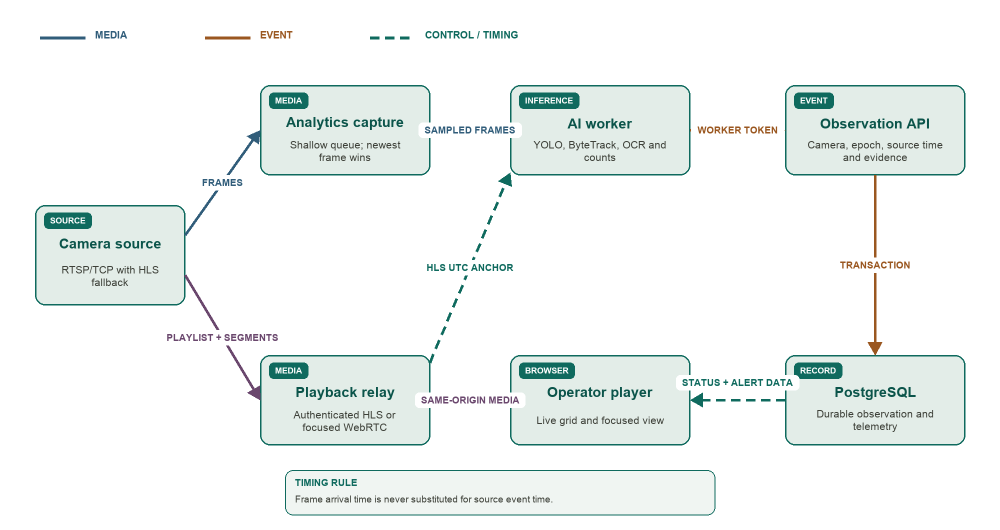 MEDIA
EVENT
CONTROL / TIMING
MEDIA
Analytics capture
Shallow queue; newest
frame wins
SAMPLED FRAMES
INFERENCE
AI worker
YOLO, ByteTrack, OCR and
counts
WORKER TOKEN
EVENT
Observation API
Camera, epoch, source time
and evidence
FRAMES
SOURCE
Camera source
RTSP/TCP with HLS
fallback
HLS UTC ANCHOR
TRANSACTION
PLAYLIST + SEGMENTS
MEDIA
Playback relay
Authenticated HLS or
focused WebRTC
SAME-ORIGIN MEDIA
BROWSER
Operator player
Live grid and focused view
STATUS + ALERT DATA
RECORD
PostgreSQL
Durable observation and
telemetry
TIMING RULE
Frame arrival time is never substituted for source event time.